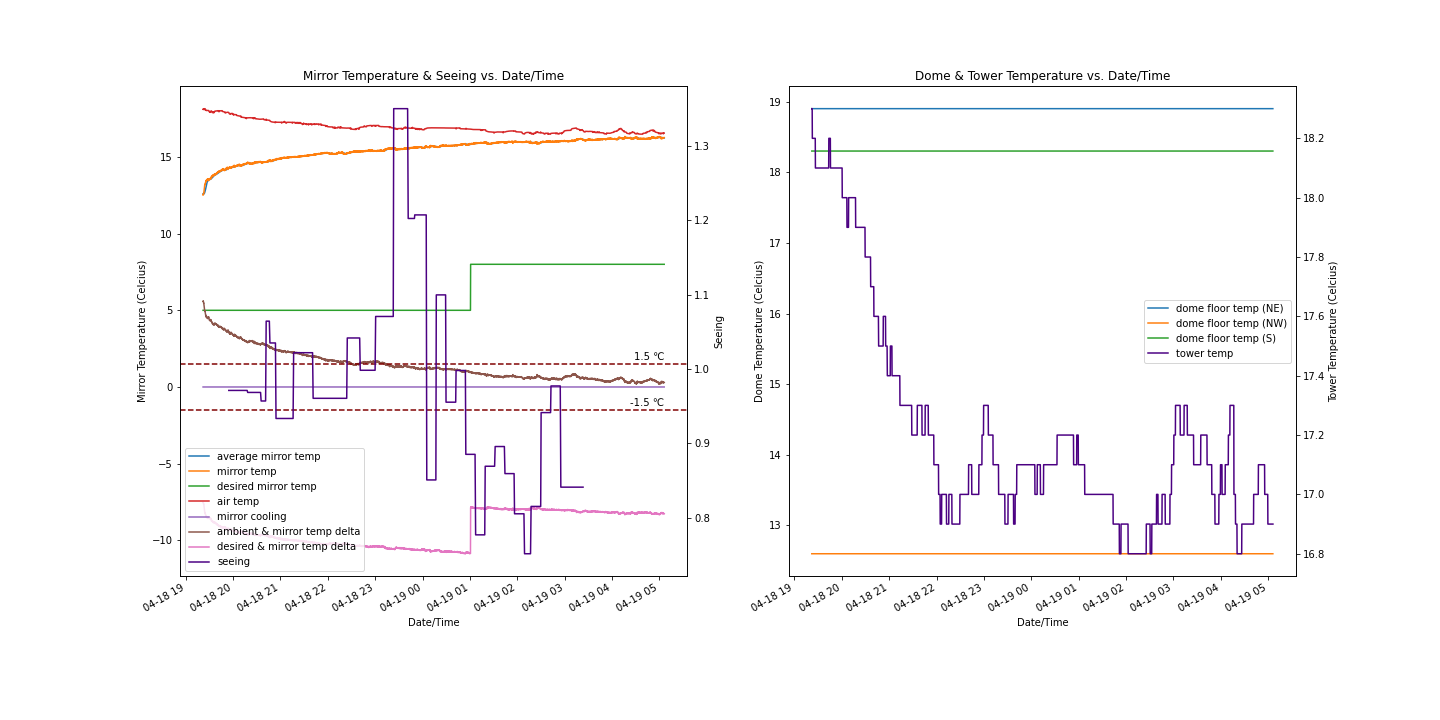 Mirror Temperature & Seeing vs. Date/Time
Mirror Temperature (Celcius)
15
10
5
0
−5
−10
1.3
1.2
1.1
1.0
0.9
0.8
Seeing
1.5 °C
-1.5 °C
average mirror temp
mirror temp
desired mirror temp
air temp
mirror cooling
ambient & mirror temp delta
desired & mirror temp delta
seeing
04-18 19
04-18 20
04-18 21
04-18 22
04-18 23
04-19 00
04-19 01
04-19 02
04-19 03
04-19 04
04-19 05
Date/Time
Dome & Tower Temperature vs. Date/Time
Dome Temperature (Celcius)
19
18
17
16
15
14
13
18.2
18.0
17.8
17.6
17.4
17.2
17.0
16.8
Tower Temperature (Celcius)
dome floor temp (NE)
dome floor temp (NW)
dome floor temp (S)
tower temp
04-18 19
04-18 20
04-18 21
04-18 22
04-18 23
04-19 00
04-19 01
04-19 02
04-19 03
04-19 04
04-19 05
Date/Time